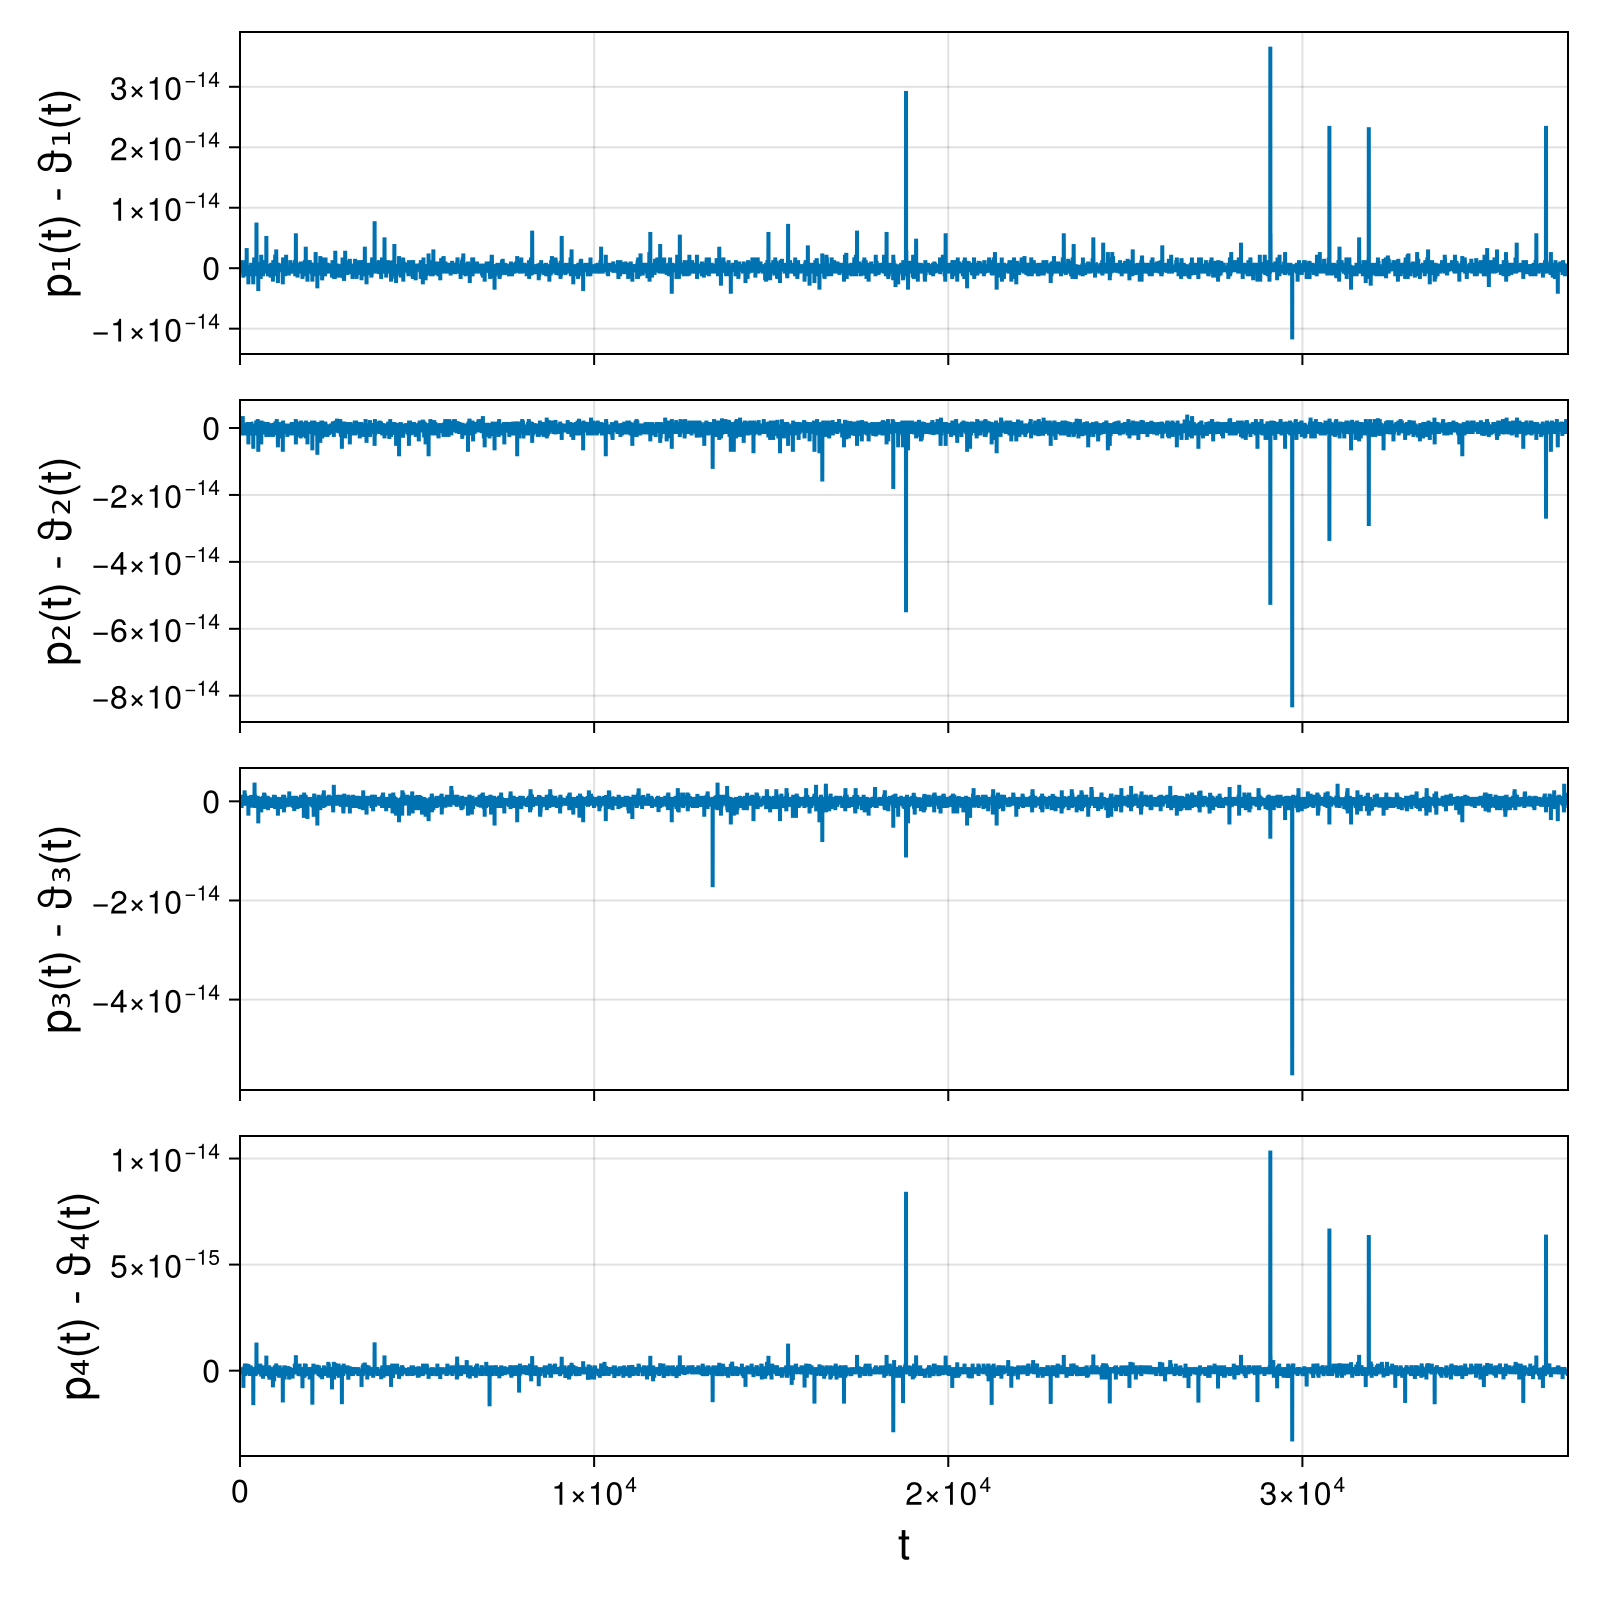 p₁(t) - ϑ₁(t)
3×10⁻¹⁴
2×10⁻¹⁴
1×10⁻¹⁴
0
−1×10⁻¹⁴
p₂(t) - ϑ₂(t)
0
−2×10⁻¹⁴
−4×10⁻¹⁴
−6×10⁻¹⁴
−8×10⁻¹⁴
p₃(t) - ϑ₃(t)
0
−2×10⁻¹⁴
−4×10⁻¹⁴
p₄(t) - ϑ₄(t)
1×10⁻¹⁴
5×10⁻¹⁵
0
0 1×10⁴ 2×10⁴ 3×10⁴
t